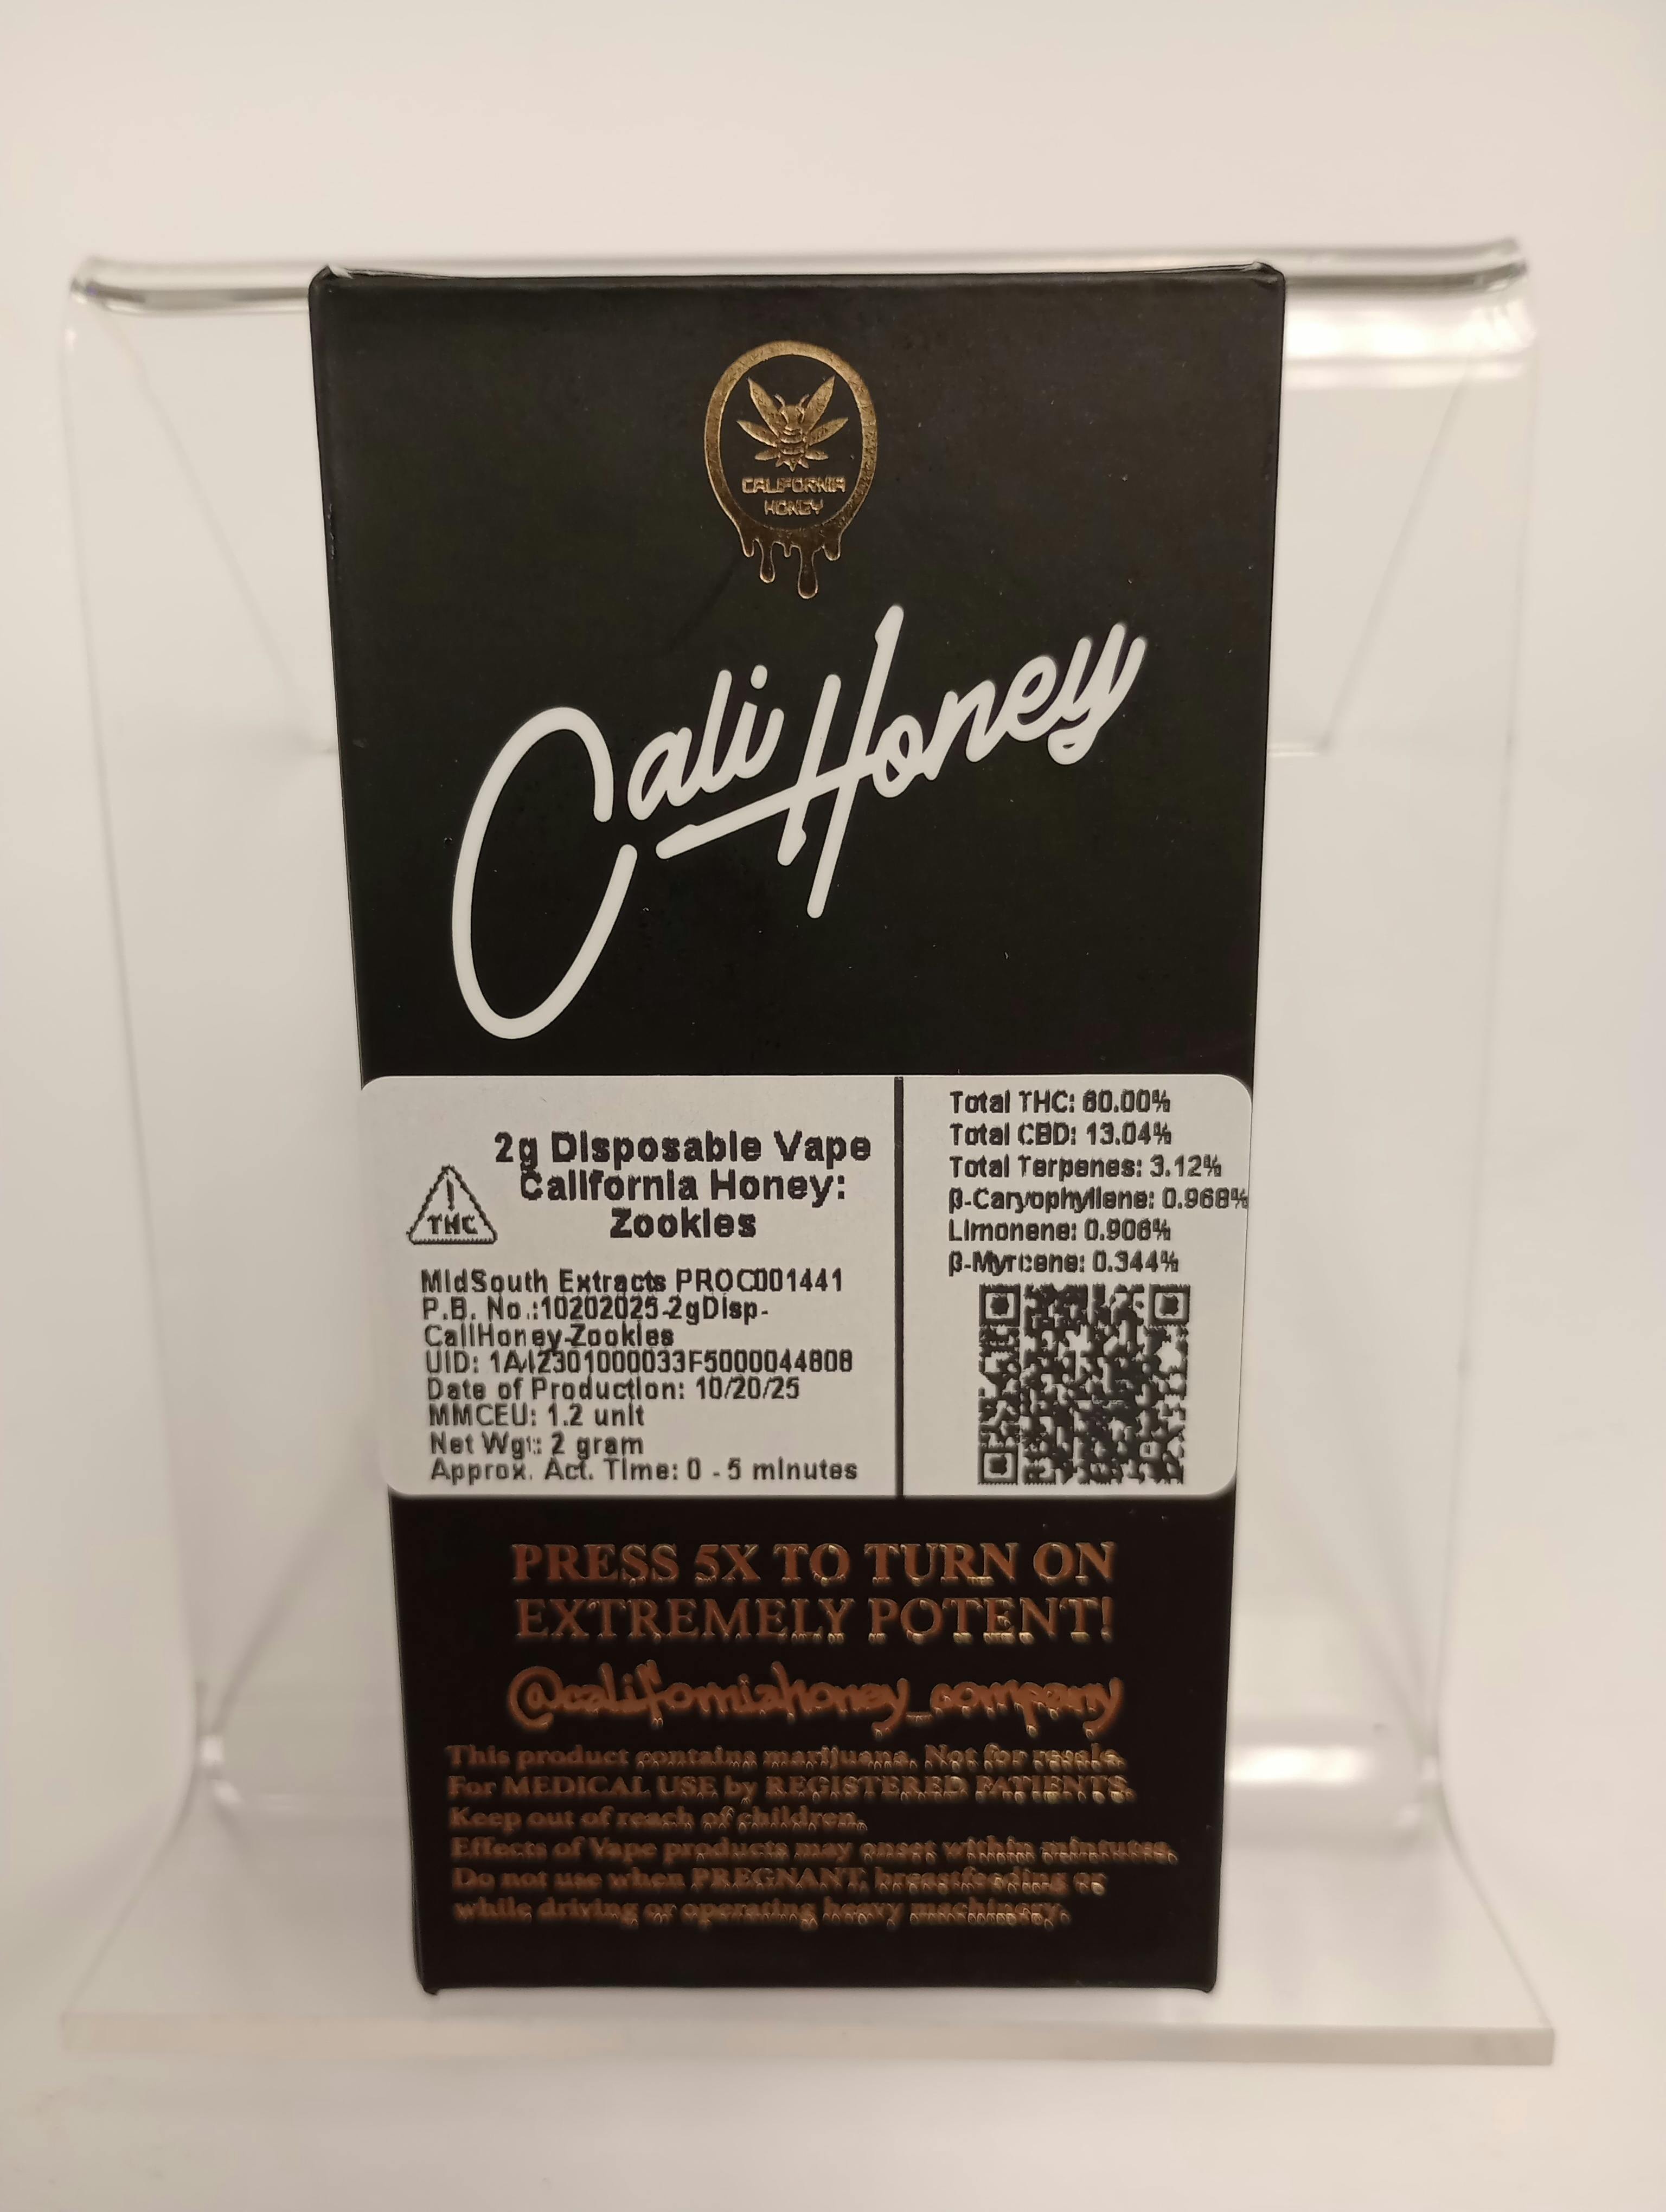 CALIFORNIA
HONEY
Cali Honey
2g Disposable Vape
California Honey:
Zookies
! THC
MidSouth Extracts PROC001441
P.B. No.:10202025-2gDisp-
CaliHoney-Zookies
UID: 1A42301000033F5000044808
Date of Production: 10/20/25
MMCEU: 1.2 unit
Net Wgt: 2 gram
Approx. Act. Time: 0 - 5 minutes
Total THC: 60.00%
Total CBD: 13.04%
Total Terpenes: 3.12%
β-Caryophyllene: 0.968%
Limonene: 0.906%
β-Myrcene: 0.344%
PRESS 5X TO TURN ON
EXTREMELY POTENT!
@californiahoney_company
This product contains marijuana. Not for resale.
For MEDICAL USE by REGISTERED PATIENTS.
Keep out of reach of children.
Effects of Vape products may onset within mintutes.
Do not use when PREGNANT, breastfeeding or
while driving or operating heavy machinery.